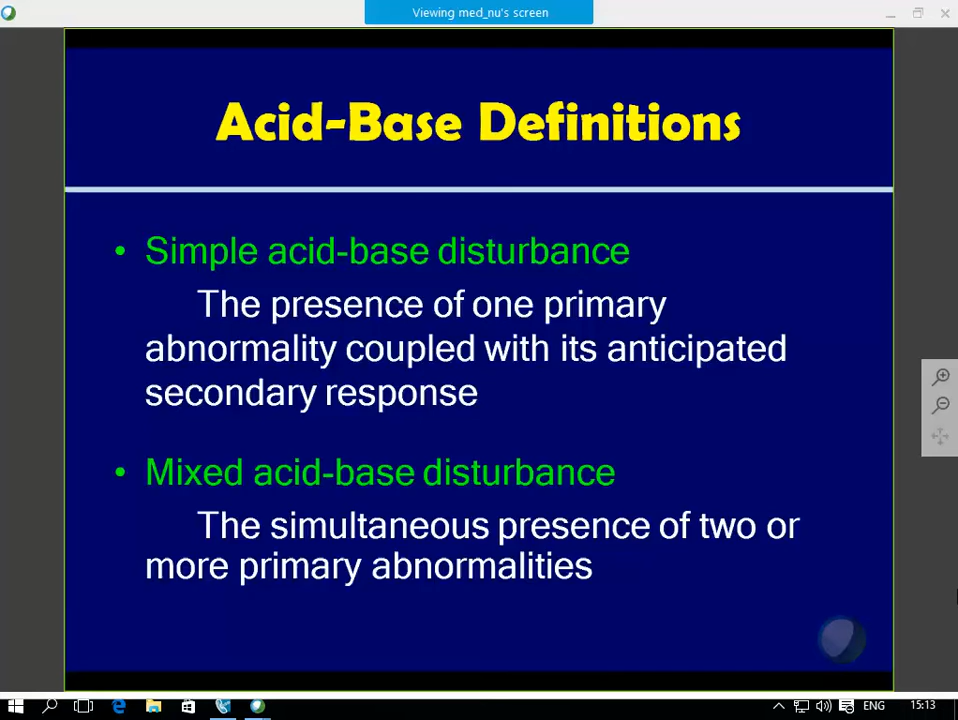 Viewing med_nu's screen
Acid-Base Definitions
• Simple acid-base disturbance
The presence of one primary
abnormality coupled with its anticipated
secondary response
• Mixed acid-base disturbance
The simultaneous presence of two or
more primary abnormalities
ENG
15:13